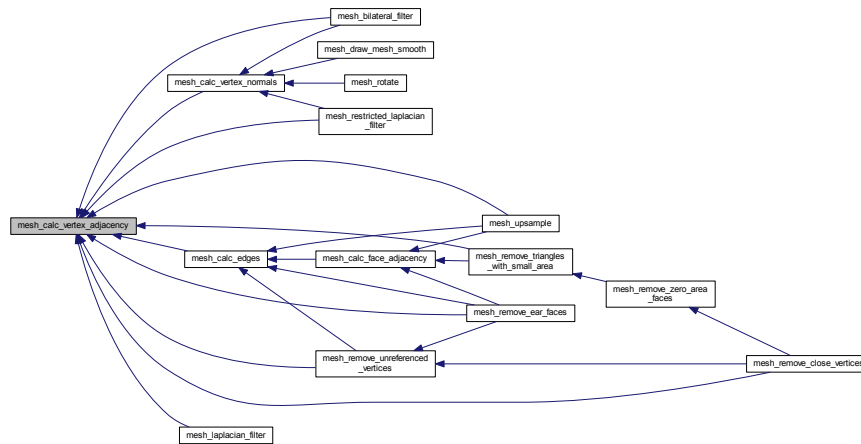 mesh_bilateral_filter
mesh_draw_mesh_smooth
mesh_calc_vertex_normals
mesh_rotate
mesh_restricted_laplacian
_filter
mesh_calc_vertex_adjacency
mesh_upsample
mesh_calc_edges
mesh_calc_face_adjacency
mesh_remove_triangles
_with_small_area
mesh_remove_zero_area
_faces
mesh_remove_ear_faces
mesh_remove_unreferenced
_vertices
mesh_remove_close_vertices
mesh_laplacian_filter